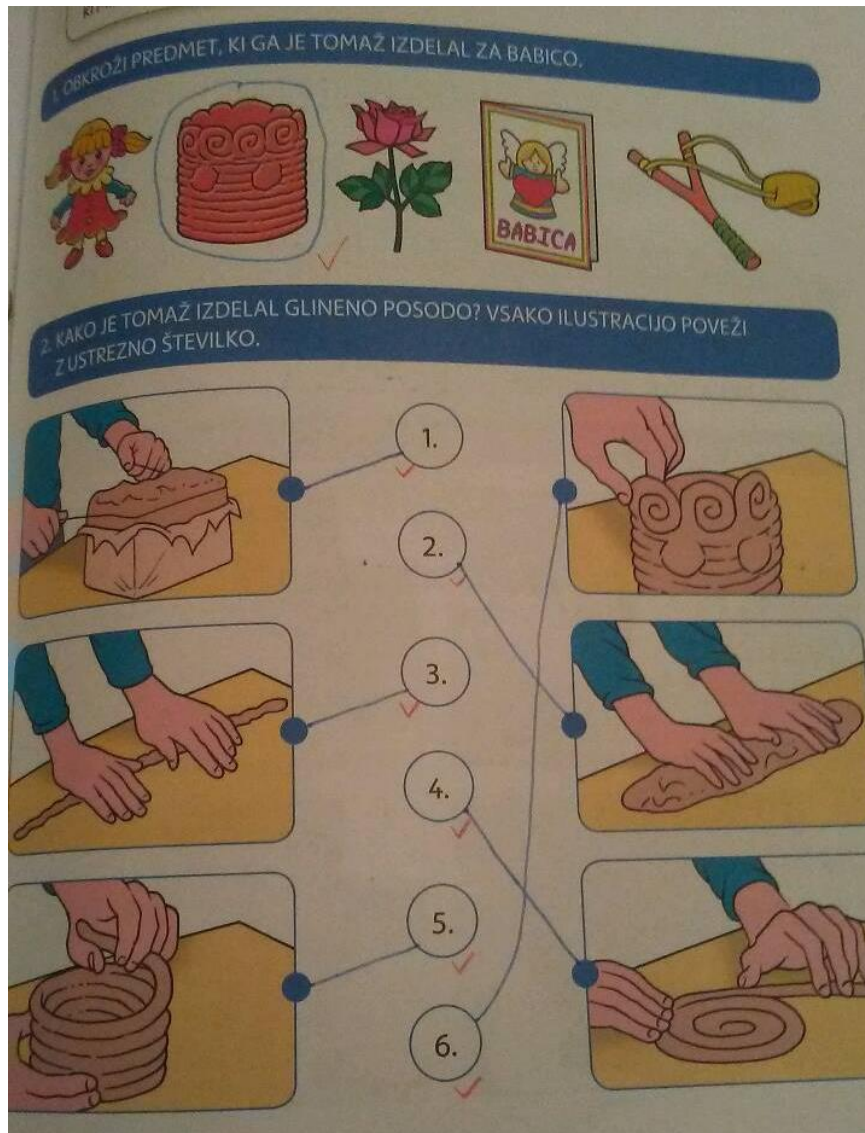 1. OBKROŽI PREDMET, KI GA JE TOMAŽ IZDELAL ZA BABICO.
BABICA
2. KAKO JE TOMAŽ IZDELAL GLINENO POSODO? VSAKO ILUSTRACIJO POVEŽI
Z USTREZNO ŠTEVILKO.
1.
2.
3.
4.
5.
6.